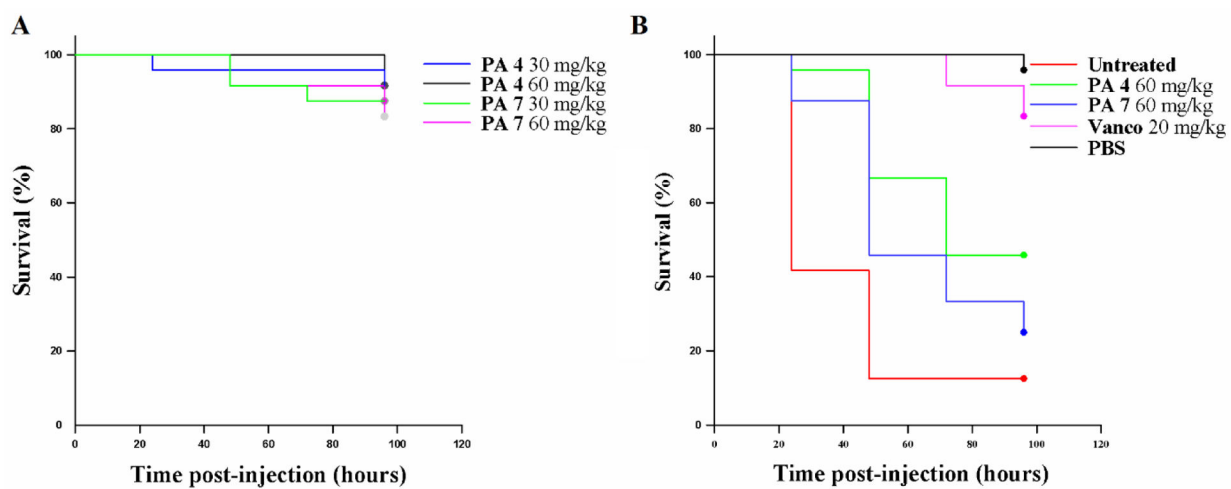 A
100
80
60
40
20
0
0 20 40 60 80 100 120
Survival (%)
Time post-injection (hours)
PA 4 30 mg/kg
PA 4 60 mg/kg
PA 7 30 mg/kg
PA 7 60 mg/kg
B
100
80
60
40
20
0
0 20 40 60 80 100 120
Survival (%)
Time post-injection (hours)
Untreated
PA 4 60 mg/kg
PA 7 60 mg/kg
Vanco 20 mg/kg
PBS